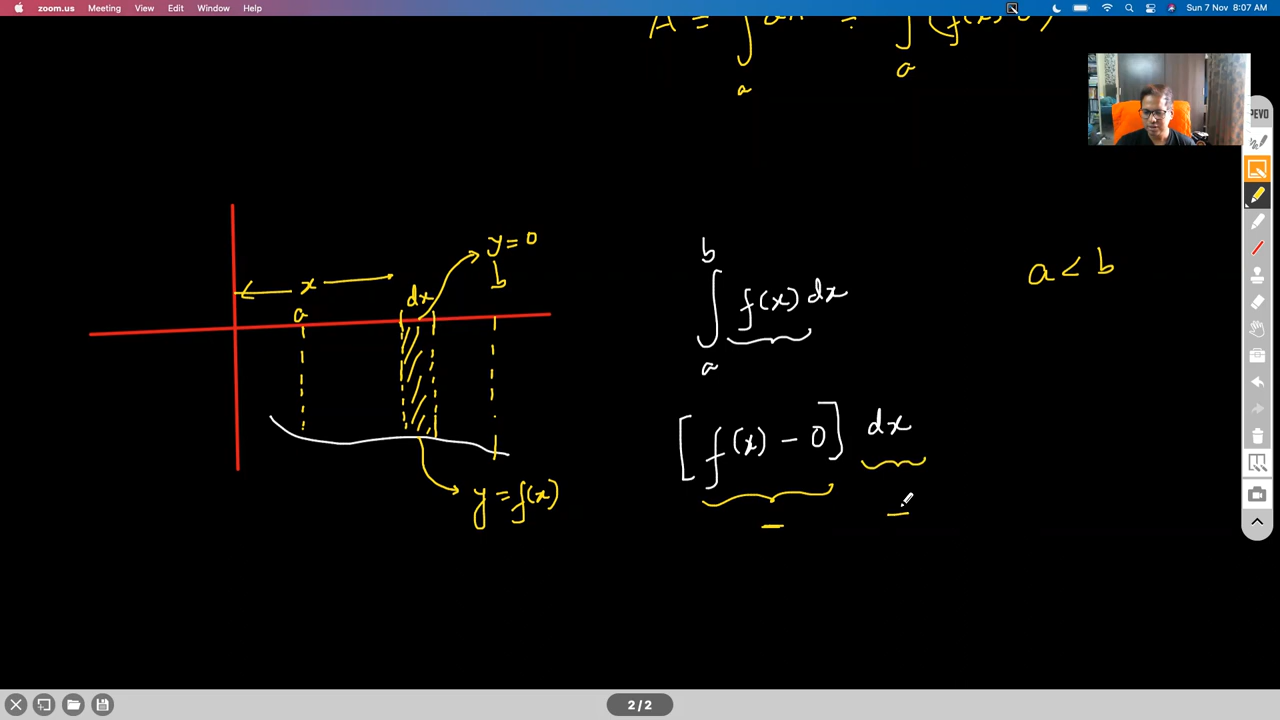 zoom.us Meeting View Edit Window Help Sun 7 Nov 8:07 AM
A = ∫ₐ
∫ₐ (f(x)-0)
y = 0
b
x
dx
a
y = f(x)
b
∫ f(x) dx
a
a < b
[f(x) - 0] dx
–
–
2 / 2